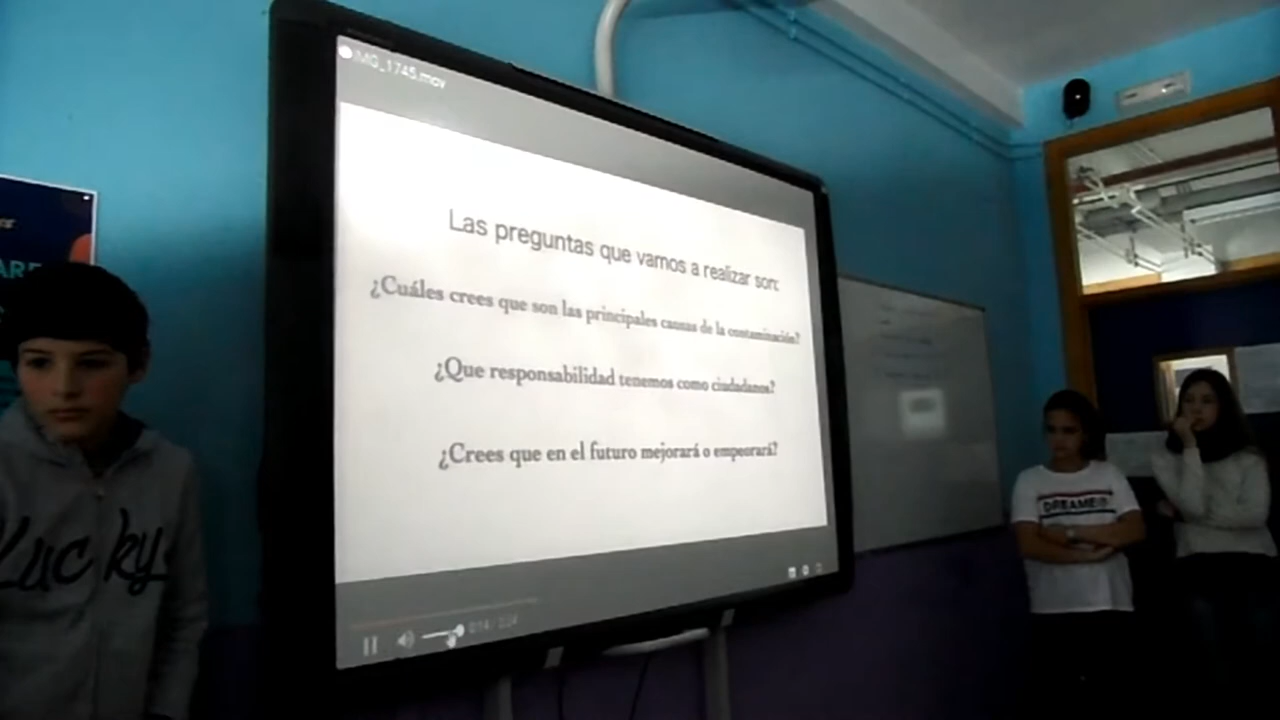 IMG_1745.mov
Las preguntas que vamos a realizar son:
¿Cuáles crees que son las principales causas de la contaminación?
¿Que responsabilidad tenemos como ciudadanos?
¿Crees que en el futuro mejorará o empeorará?
Lucky